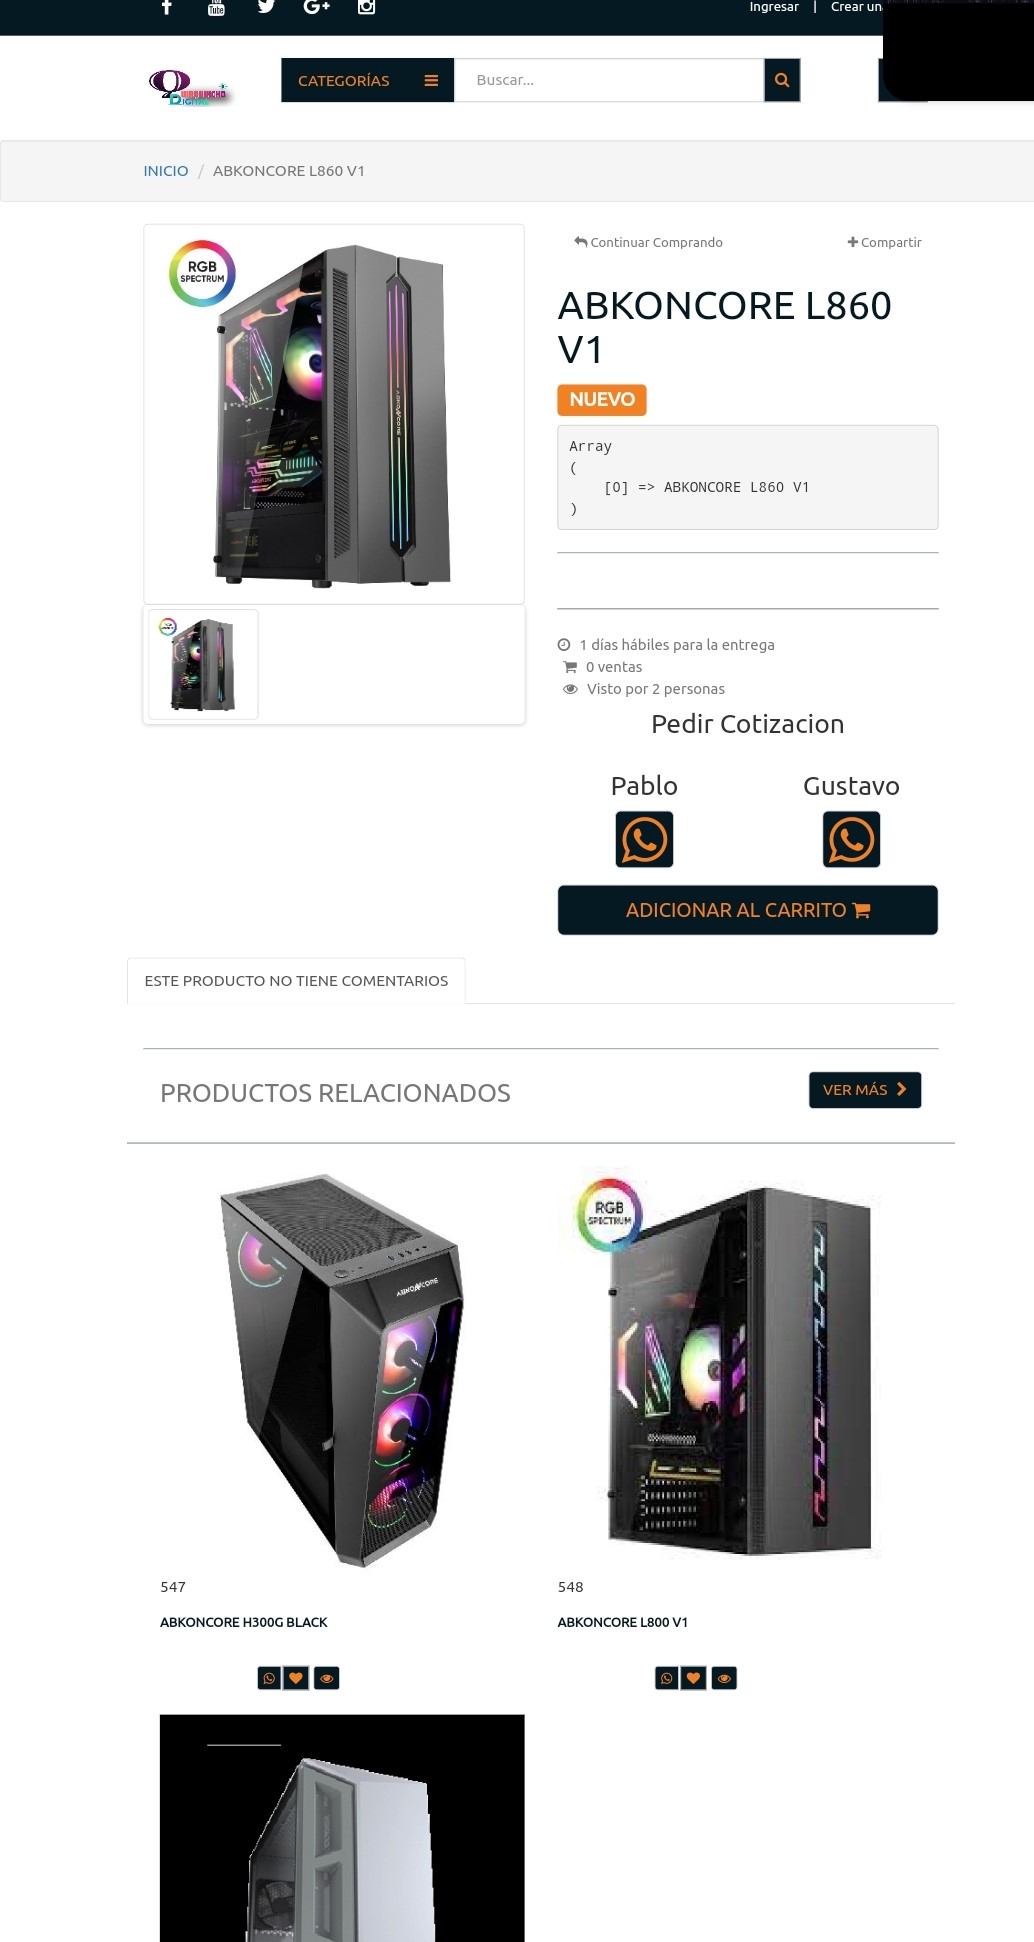 Ingresar | Crear un
CATEGORÍAS
Buscar...
DIGITAL
INICIO / ABKONCORE L860 V1
RGB
SPECTRUM
ABKONCORE
Continuar Comprando
Compartir
ABKONCORE L860
V1
NUEVO
Array
(
[0] => ABKONCORE L860 V1
)
1 días hábiles para la entrega
0 ventas
Visto por 2 personas
Pedir Cotizacion
Pablo
Gustavo
ADICIONAR AL CARRITO
ESTE PRODUCTO NO TIENE COMENTARIOS
PRODUCTOS RELACIONADOS
VER MÁS
ABKONCORE
RGB
SPECTRUM
547
548
ABKONCORE H300G BLACK
ABKONCORE L800 V1